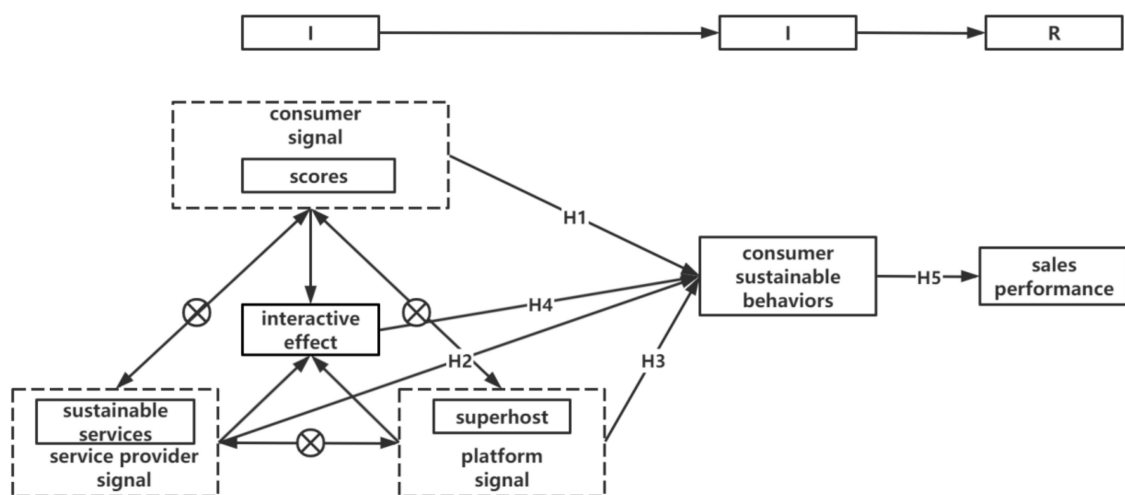 I
I
R
consumer
signal
scores
H1
consumer
sustainable
behaviors
H5
sales
performance
interactive
effect
H4
H2
H3
sustainable
services
service provider
signal
superhost
platform
signal